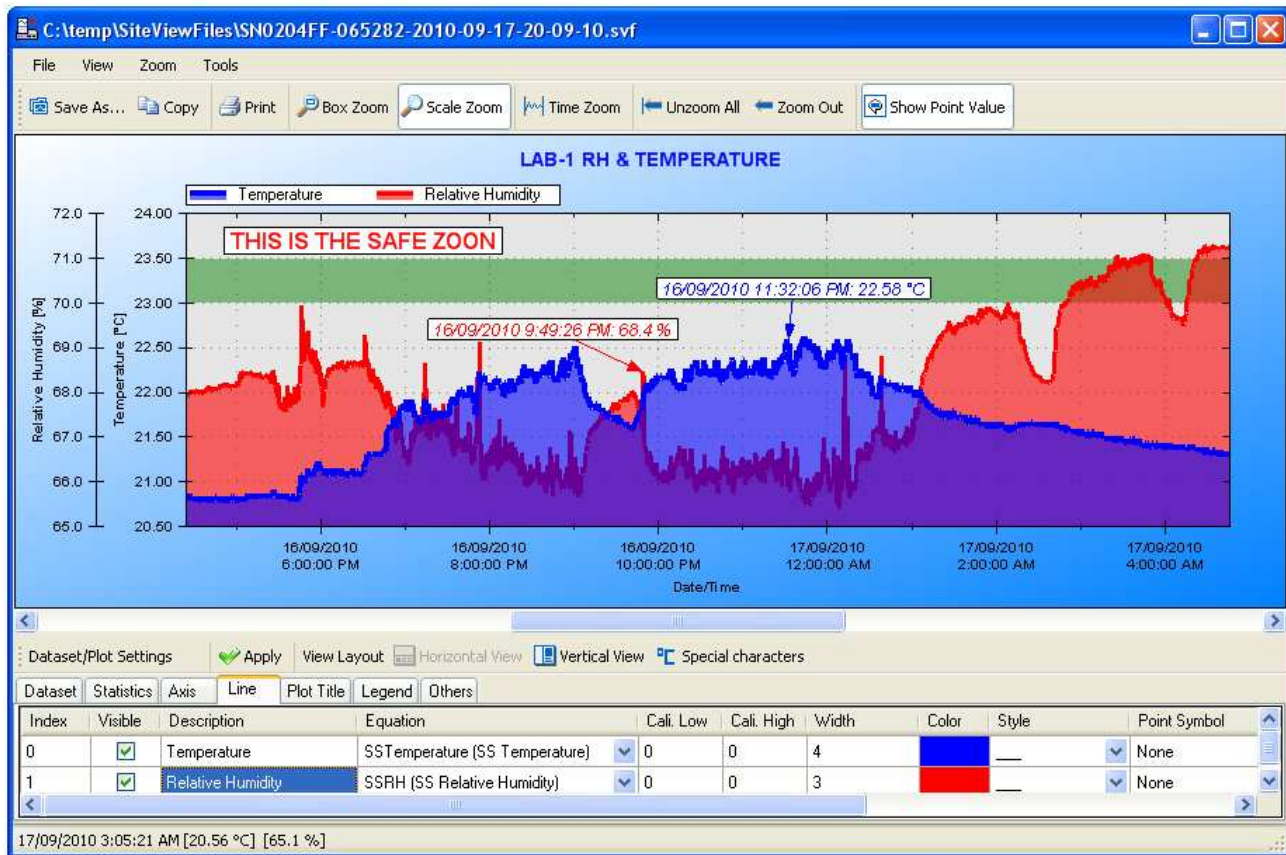 C:\temp\SiteViewFiles\SN0204FF-065282-2010-09-17-20-09-10.svf
File View Zoom Tools
Save As... Copy Print Box Zoom Scale Zoom Time Zoom Unzoom All Zoom Out Show Point Value
LAB-1 RH & TEMPERATURE
Temperature Relative Humidity
THIS IS THE SAFE ZOON
16/09/2010 11:32:06 PM: 22.58 °C
16/09/2010 9:49:26 PM: 68.4 %
Relative Humidity [%]
72.0
71.0
70.0
69.0
68.0
67.0
66.0
65.0
Temperature [°C]
24.00
23.50
23.00
22.50
22.00
21.50
21.00
20.50
16/09/2010 16/09/2010 16/09/2010 17/09/2010 17/09/2010 17/09/2010
6:00:00 PM 8:00:00 PM 10:00:00 PM 12:00:00 AM 2:00:00 AM 4:00:00 AM
Date/Time
Dataset/Plot Settings Apply View Layout Horizontal View Vertical View °C Special characters
Dataset Statistics Axis Line Plot Title Legend Others
Index Visible Description Equation Cali. Low Cali. High Width Color Style Point Symbol
0 Temperature SSTemperature (SS Temperature) 0 0 4 None
1 Relative Humidity SSRH (SS Relative Humidity) 0 0 3 None
17/09/2010 3:05:21 AM [20.56 °C] [65.1 %]